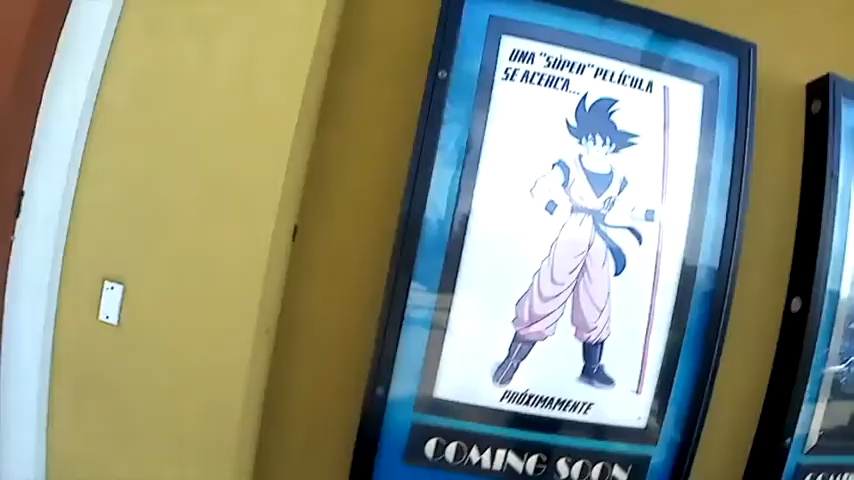 UNA "SÚPER" PELÍCULA
SE ACERCA...
PRÓXIMAMENTE
COMING SOON